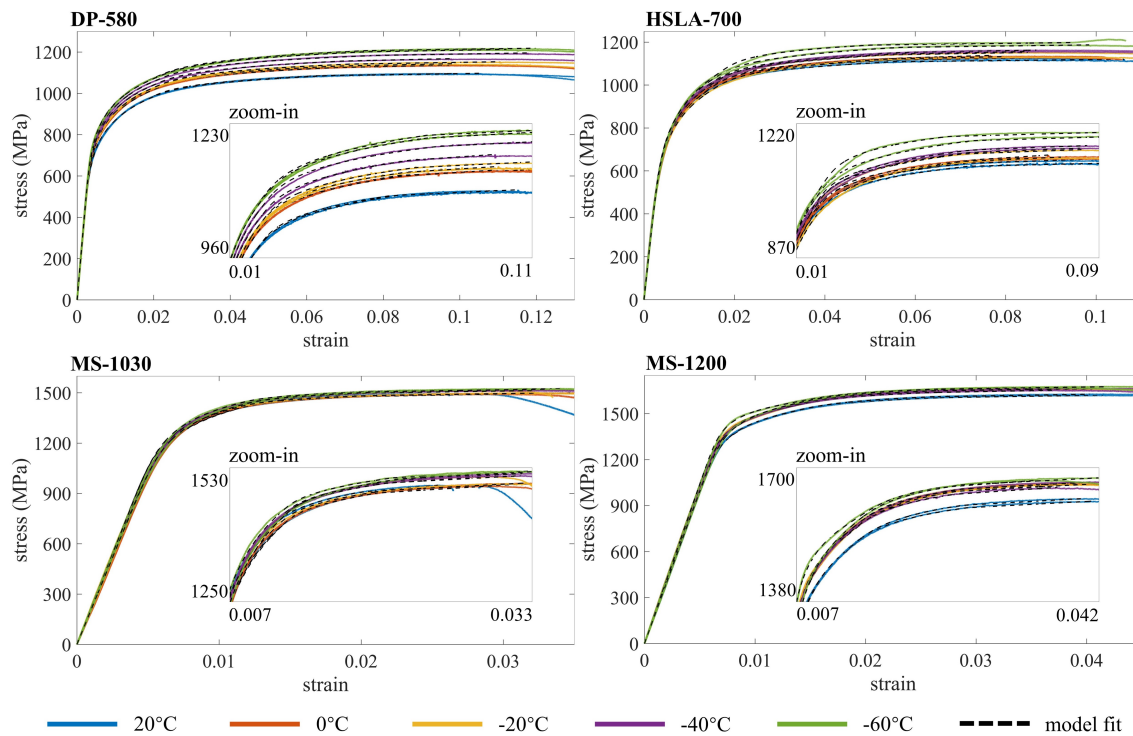 DP-580
HSLA-700
stress (MPa)
1200
1000
800
600
400
200
0
zoom-in
1230
960
0.01 0.11
0 0.02 0.04 0.06 0.08 0.1 0.12
strain
stress (MPa)
1200
1000
800
600
400
200
0
zoom-in
1220
870
0.01 0.09
0 0.02 0.04 0.06 0.08 0.1
strain
MS-1030
MS-1200
stress (MPa)
1500
1200
900
600
300
0
zoom-in
1530
1250
0.007 0.033
0 0.01 0.02 0.03
strain
stress (MPa)
1500
1200
900
600
300
0
zoom-in
1700
1380
0.007 0.042
0 0.01 0.02 0.03 0.04
strain
20°C 0°C -20°C -40°C -60°C model fit